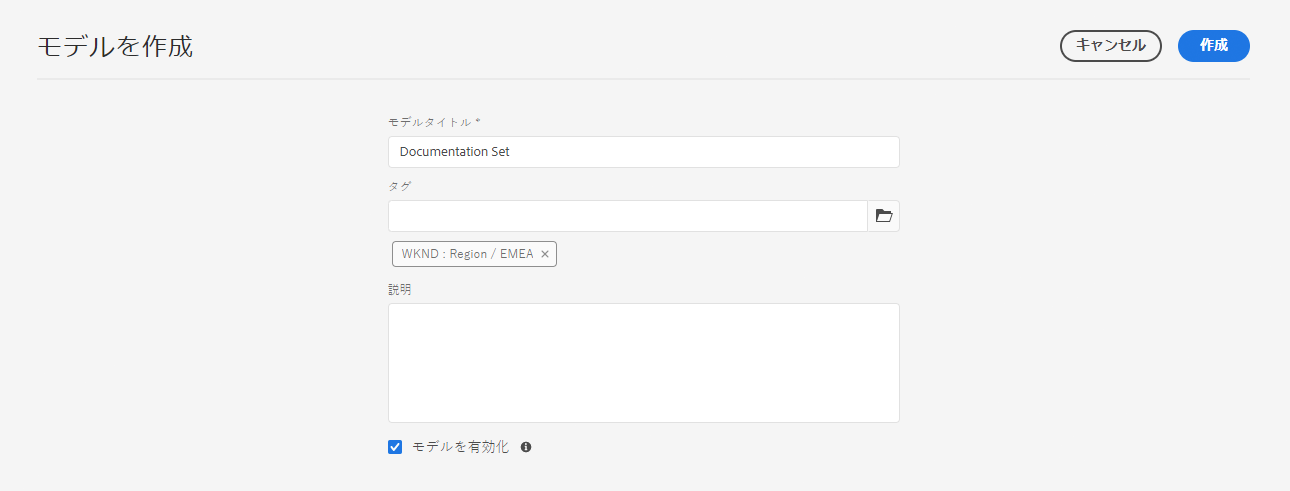 モデルを作成
キャンセル
作成
モデルタイトル *
Documentation Set
タグ
WKND : Region / EMEA ×
説明
モデルを有効化